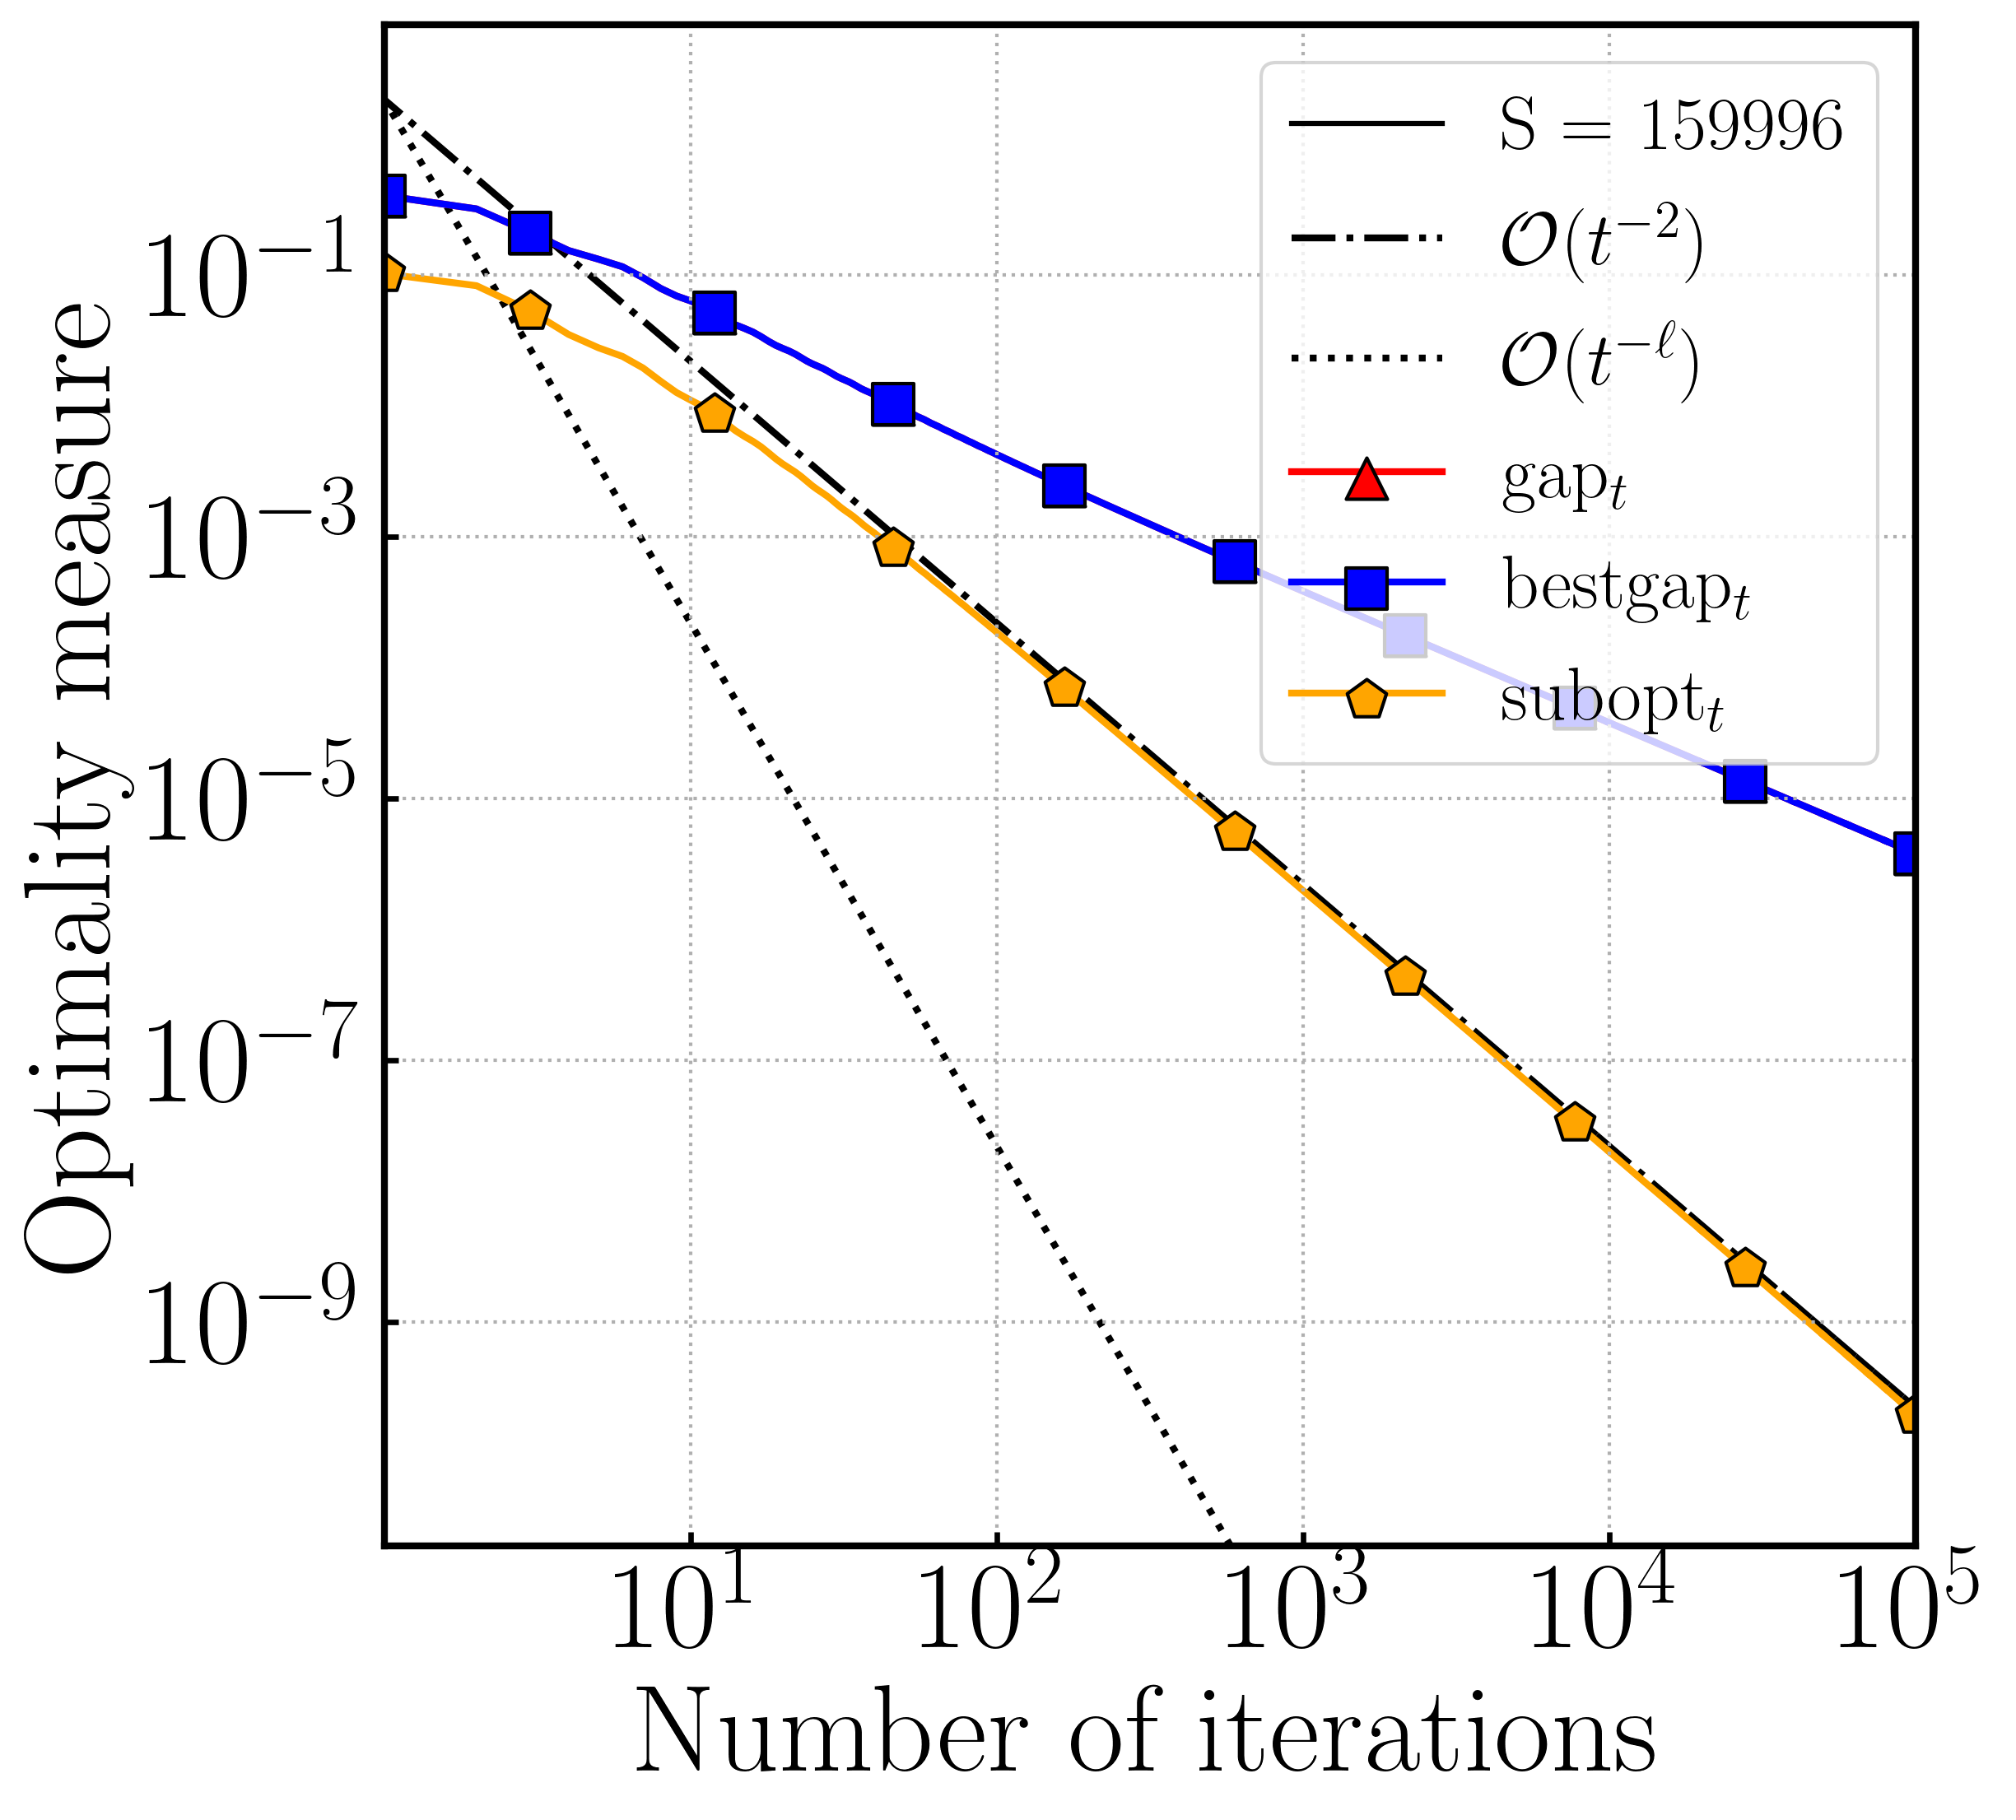 Optimality measure
10⁻¹
10⁻³
10⁻⁵
10⁻⁷
10⁻⁹
S = 159996
𝒪(t⁻²)
𝒪(t⁻ℓ)
gapₜ
bestgapₜ
suboptₜ
10¹ 10² 10³ 10⁴ 10⁵
Number of iterations